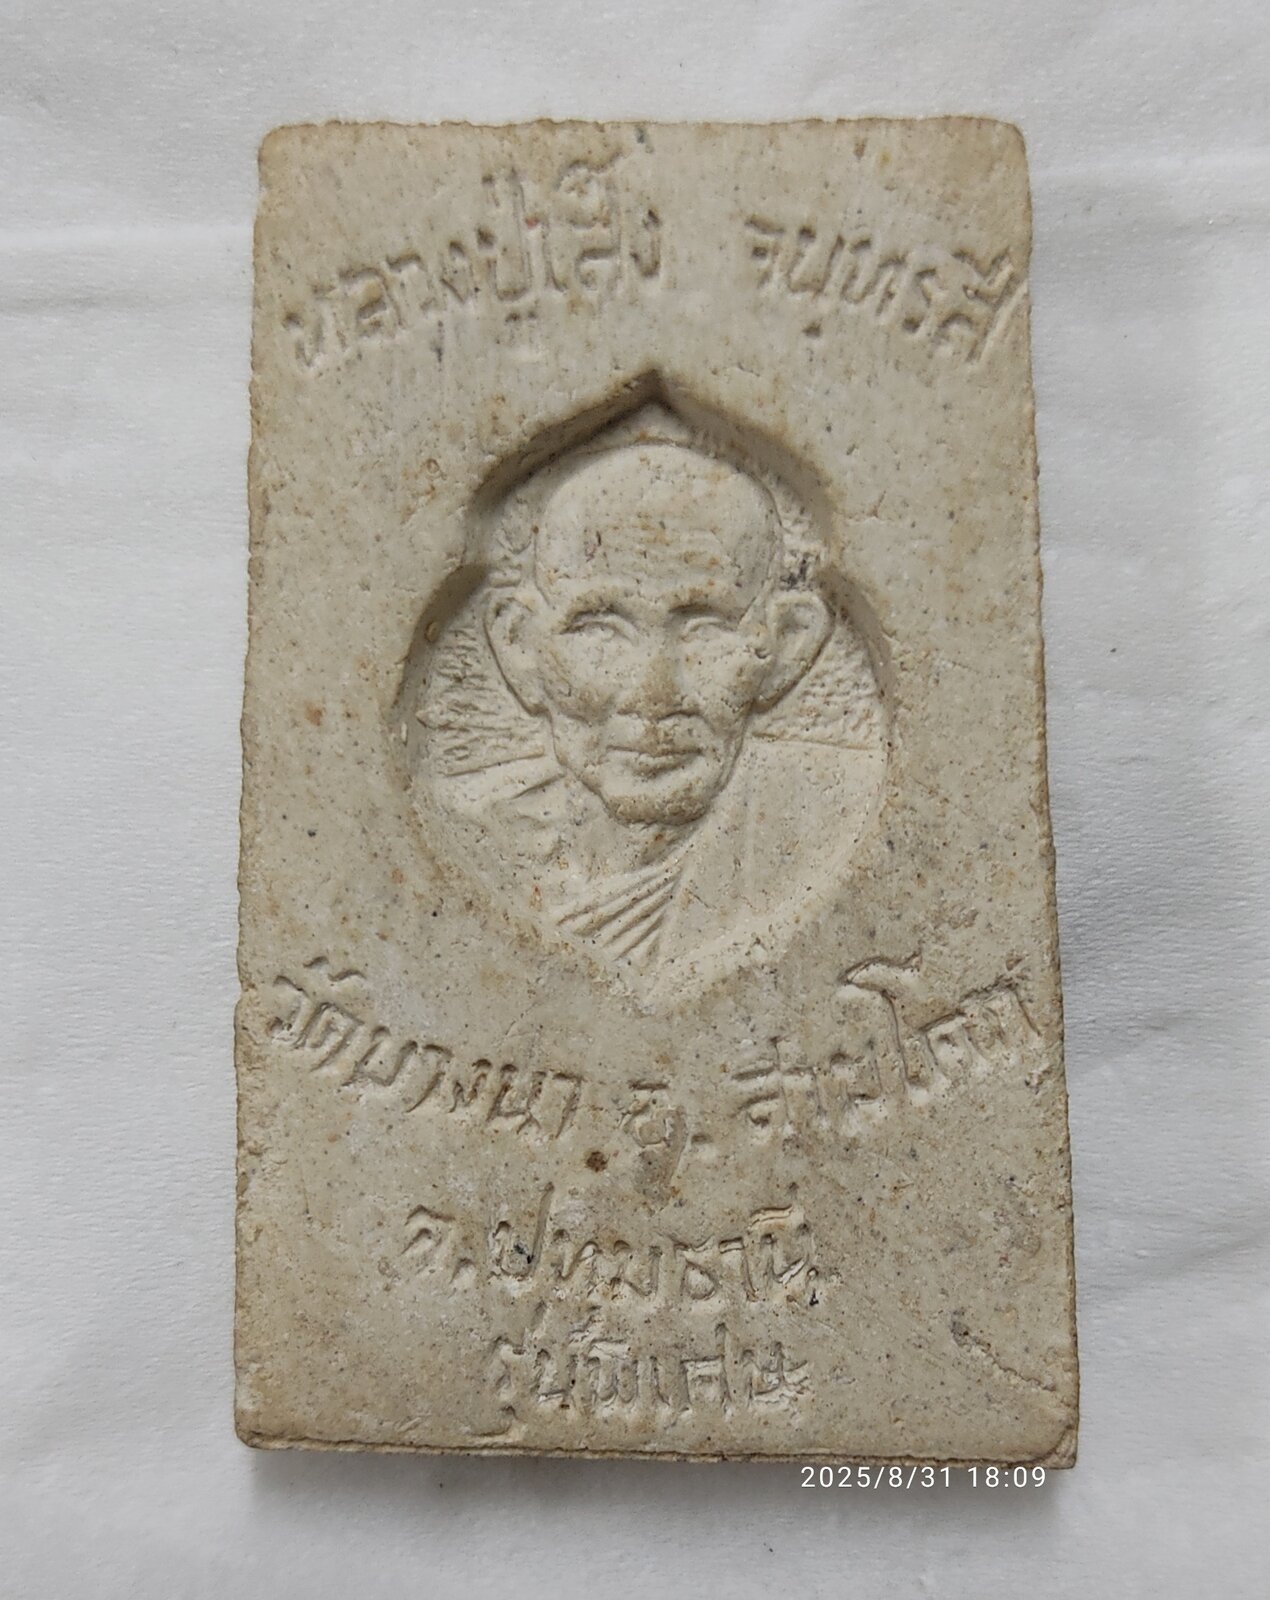 หลวงปู่เส็ง จนฺทรํสี
วัดบางนา อ. สามโคก
จ.ปทุมธานี
รุ่นพิเศษ
2025/8/31 18:09